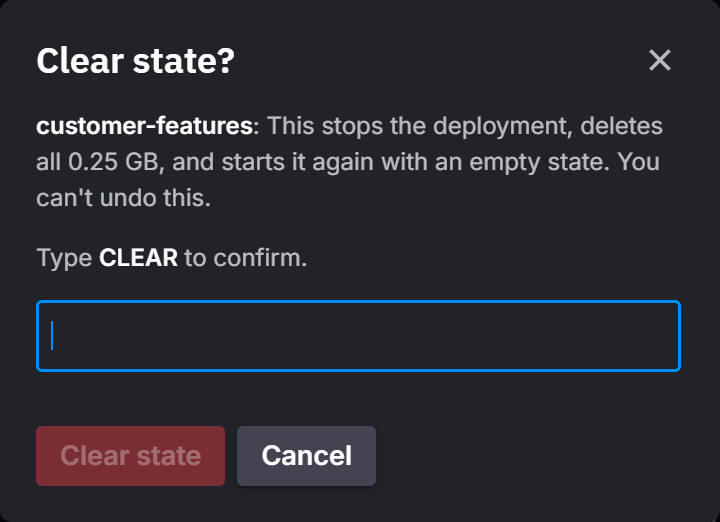 Clear state?
customer-features: This stops the deployment, deletes
all 0.25 GB, and starts it again with an empty state. You
can't undo this.
Type CLEAR to confirm.
Clear state
Cancel